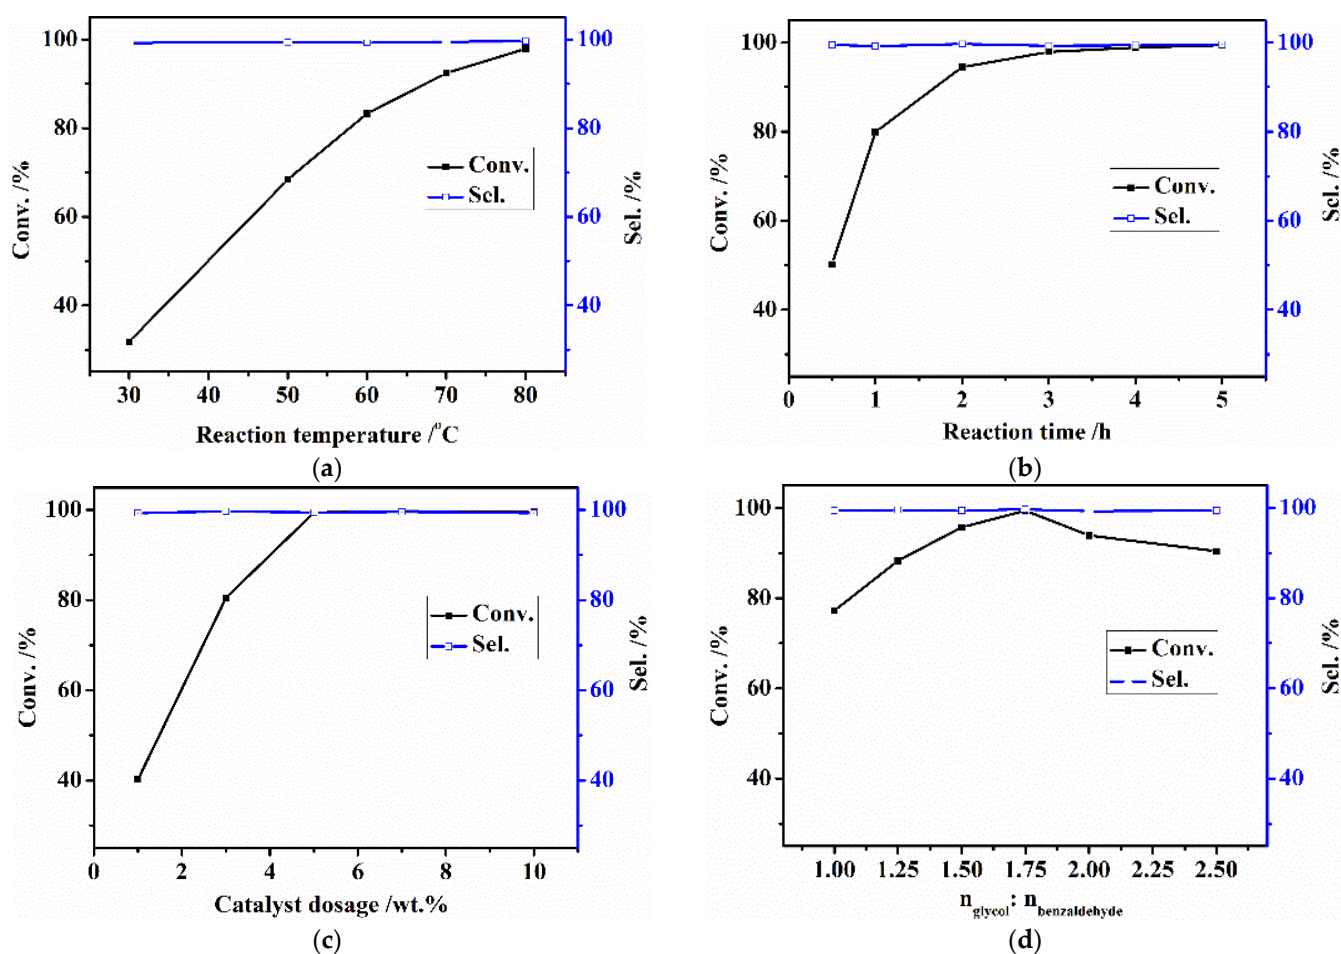 100
80
60
40
Conv. /%
100
80
60
40
Sel. /%
Conv.
Sel.
30 40 50 60 70 80
Reaction temperature /°C
(a)
100
80
60
40
Conv. /%
100
80
60
40
Sel. /%
Conv.
Sel.
0 1 2 3 4 5
Reaction time /h
(b)
100
80
60
40
Conv. /%
100
80
60
40
Sel. /%
Conv.
Sel.
0 2 4 6 8 10
Catalyst dosage /wt.%
(c)
100
80
60
40
Conv. /%
100
80
60
40
Sel. /%
Conv.
Sel.
1.00 1.25 1.50 1.75 2.00 2.25 2.50
n glycol : n benzaldehyde
(d)